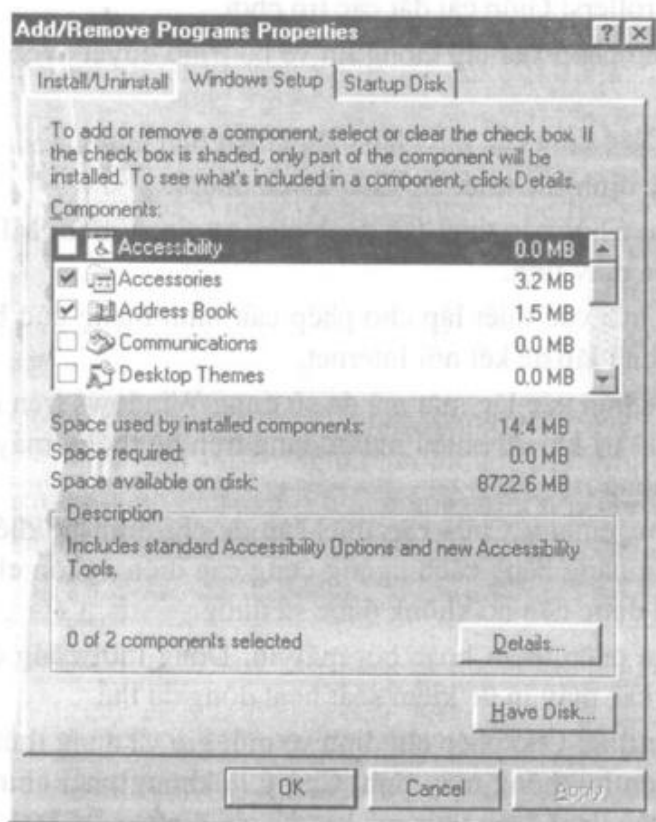 Add/Remove Programs Properties
Install/Uninstall Windows Setup Startup Disk
To add or remove a component, select or clear the check box. If
the check box is shaded, only part of the component will be
installed. To see what's included in a component, click Details.
Components:
Accessibility 0.0 MB
Accessories 3.2 MB
Address Book 1.5 MB
Communications 0.0 MB
Desktop Themes 0.0 MB
Space used by installed components: 14.4 MB
Space required: 0.0 MB
Space available on disk: 8722.6 MB
Description
Includes standard Accessibility Options and new Accessibility
Tools.
0 of 2 components selected Details...
Have Disk...
OK Cancel Apply